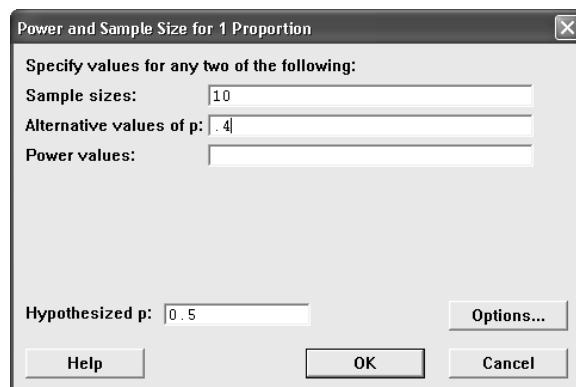 Power and Sample Size for 1 Proportion
Specify values for any two of the following:
Sample sizes: 10
Alternative values of p: .4
Power values:
Hypothesized p: 0.5
Options...
Help OK Cancel